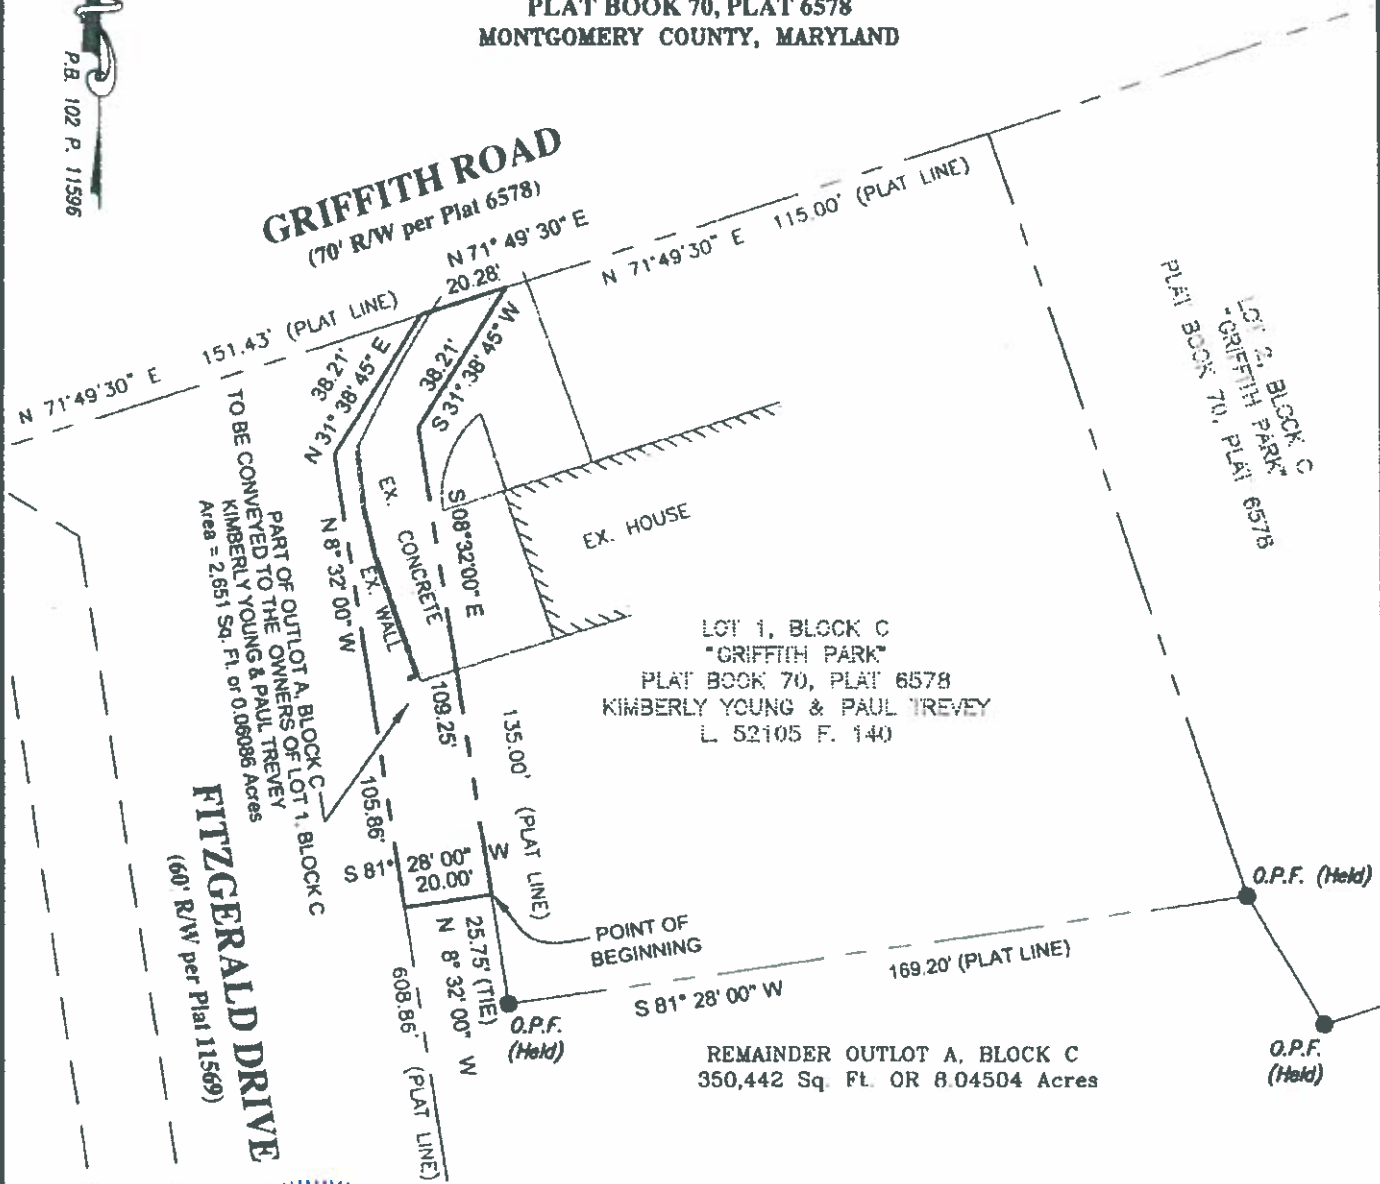 PLAT BOOK 70, PLAT 6578
MONTGOMERY COUNTY, MARYLAND
P.B. 102 P. 11596
GRIFFITH ROAD
(70' R/W per Plat 6578)
N 71° 49' 30" E
20.28'
N 71°49'30" E 115.00' (PLAT LINE)
N 71°49'30" E 151.43' (PLAT LINE)
38.21'
N 31° 38' 45" E
38.21'
S 31° 38' 45" W
LOT 2, BLOCK C
"GRIFFITH PARK"
PLAT BOOK 70, PLAT 6578
EX. CONCRETE
EX. WALL
EX. HOUSE
S 08°32'00" E
109.25'
N 8° 32' 00" W
105.86'
PART OF OUTLOT A, BLOCK C
TO BE CONVEYED TO THE OWNERS OF LOT 1, BLOCK C
KIMBERLY YOUNG & PAUL TREVEY
Area = 2,651 Sq. Ft. or 0.06086 Acres
LOT 1, BLOCK C
"GRIFFITH PARK"
PLAT BOOK 70, PLAT 6578
KIMBERLY YOUNG & PAUL TREVEY
L. 52105 F. 140
135.00' (PLAT LINE)
S 81° 28' 00" W
20.00'
POINT OF
BEGINNING
25.75' (TIE)
N 8° 32' 00" W
608.86' (PLAT LINE)
FITZGERALD DRIVE
(60' R/W per Plat 11569)
O.P.F.
(Held)
S 81° 28' 00" W
169.20' (PLAT LINE)
O.P.F. (Held)
O.P.F.
(Held)
REMAINDER OUTLOT A, BLOCK C
350,442 Sq. Ft. OR 8.04504 Acres